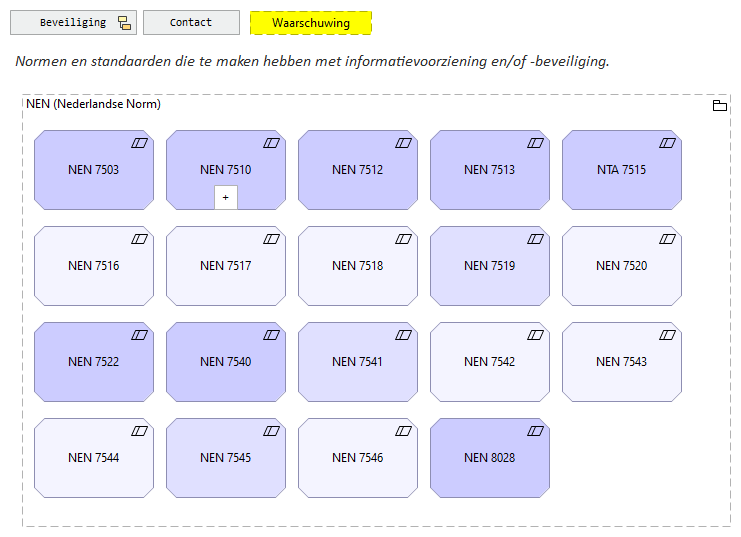 Beveiliging
Contact
Waarschuwing
Normen en standaarden die te maken hebben met informatievoorziening en/of -beveiliging.
NEN (Nederlandse Norm)
NEN 7503
NEN 7510
+
NEN 7512
NEN 7513
NTA 7515
NEN 7516
NEN 7517
NEN 7518
NEN 7519
NEN 7520
NEN 7522
NEN 7540
NEN 7541
NEN 7542
NEN 7543
NEN 7544
NEN 7545
NEN 7546
NEN 8028